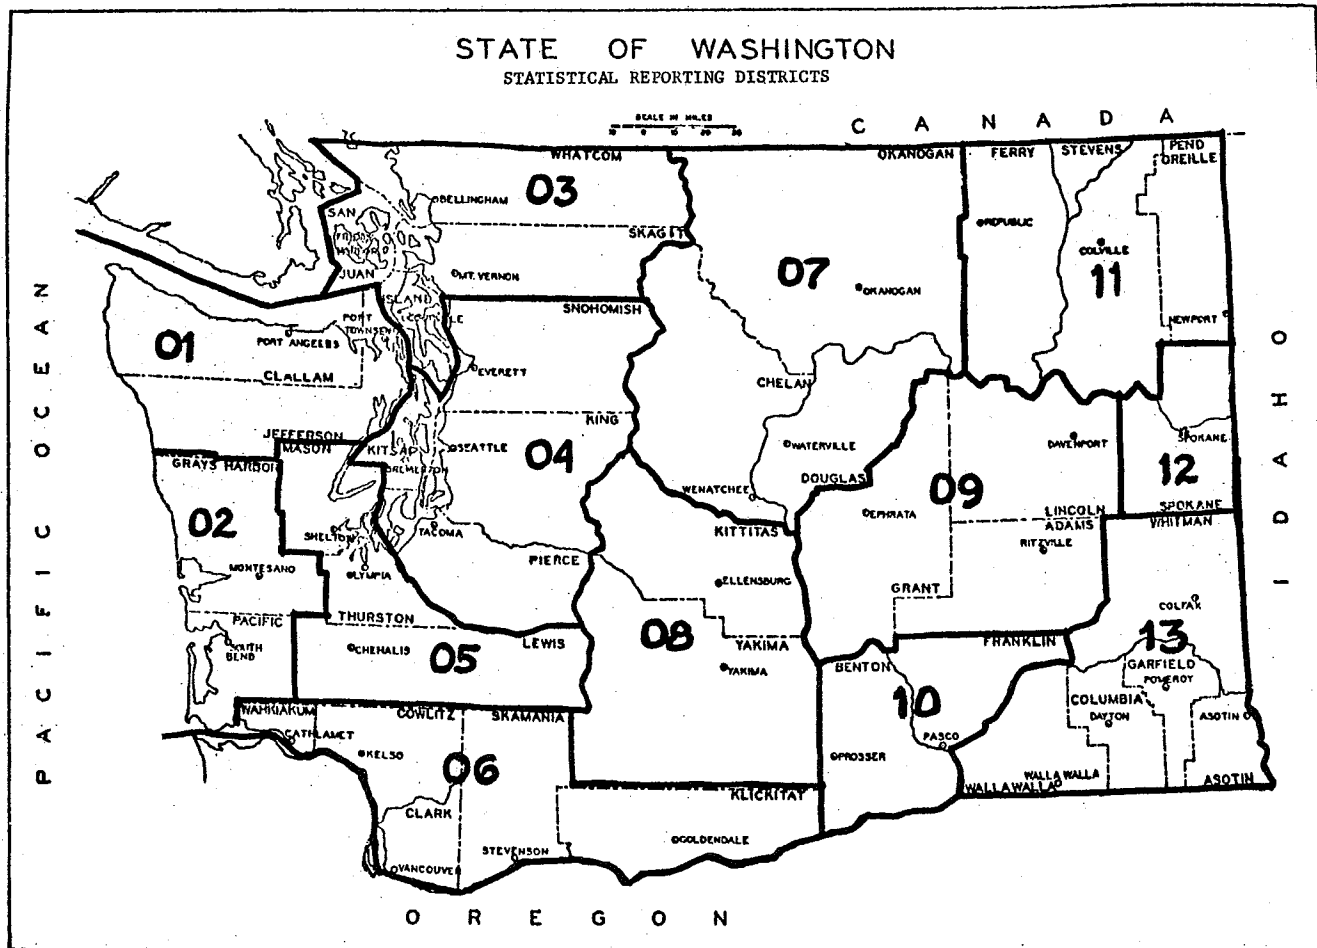 STATE OF WASHINGTON
STATISTICAL REPORTING DISTRICTS
SCALE IN MILES
CANADA
WHATCOM
OKANOGAN
FERRY
STEVENS
PEND OREILLE
03
BELLINGHAM
SAN
JUAN
SKAGIT
REPUBLIC
COLVILLE
11
07
MT. VERNON
OKANOGAN
ISLAND
SNOHOMISH
NEWPORT
PORT TOWNSEND
01
PORT ANGELES
CLALLAM
EVERETT
CHELAN
JEFFERSON
MASON
KITSAP
BREMERTON
SEATTLE
KING
04
WATERVILLE
DOUGLAS
WENATCHEE
DAVENPORT
SPOKANE
12
SPOKANE
WHITMAN
GRAYS HARBOR
02
09
EPHRATA
LINCOLN
ADAMS
RITZVILLE
SHELTON
TACOMA
KITTITAS
MONTESANO
OLYMPIA
PIERCE
ELLENSBURG
GRANT
COLFAX
PACIFIC
THURSTON
LEWIS
08
YAKIMA
FRANKLIN
13
SOUTH BEND
CHEHALIS
05
YAKIMA
BENTON
GARFIELD
POMEROY
COLUMBIA
DAYTON
ASOTIN
10
WAHKIAKUM
COWLITZ
SKAMANIA
CATHLAMET
KELSO
06
PROSSER
PASCO
WALLA WALLA
WALLA WALLA
ASOTIN
KLICKITAT
CLARK
GOLDENDALE
STEVENSON
VANCOUVER
PACIFIC OCEAN
IDAHO
OREGON